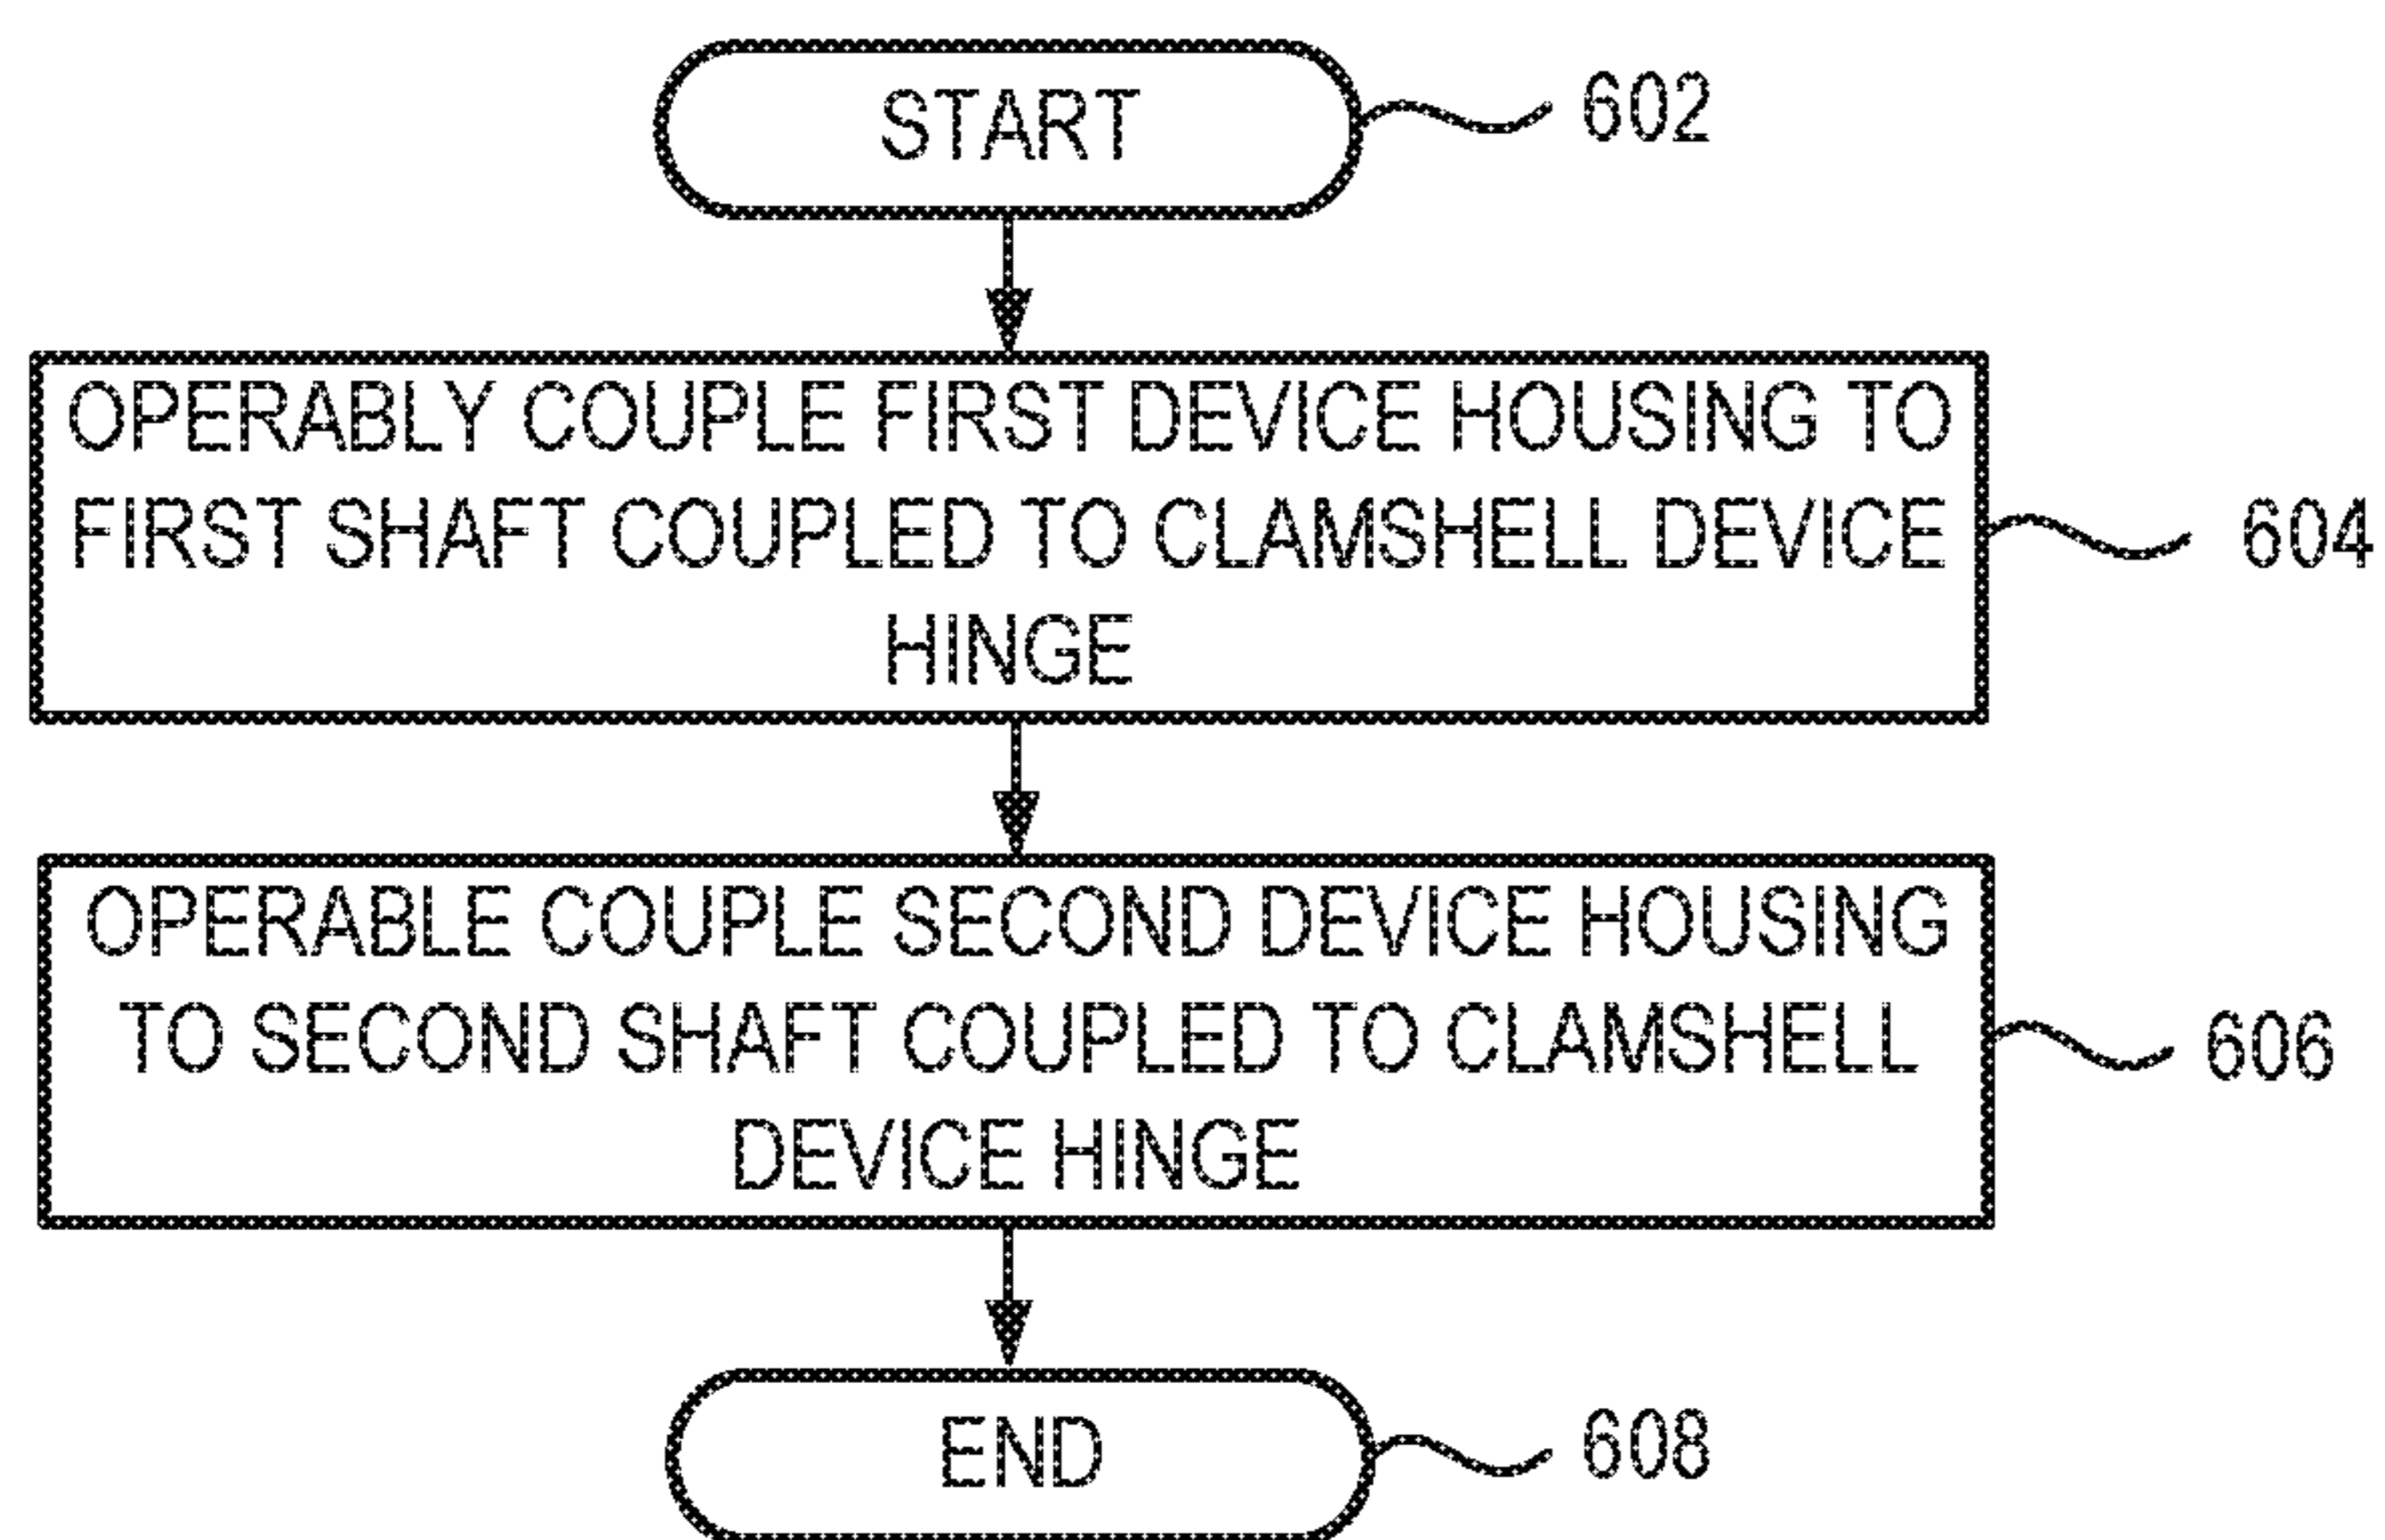 START
602
OPERABLY COUPLE FIRST DEVICE HOUSING TO
FIRST SHAFT COUPLED TO CLAMSHELL DEVICE
HINGE
604
OPERABLE COUPLE SECOND DEVICE HOUSING
TO SECOND SHAFT COUPLED TO CLAMSHELL
DEVICE HINGE
606
END
608